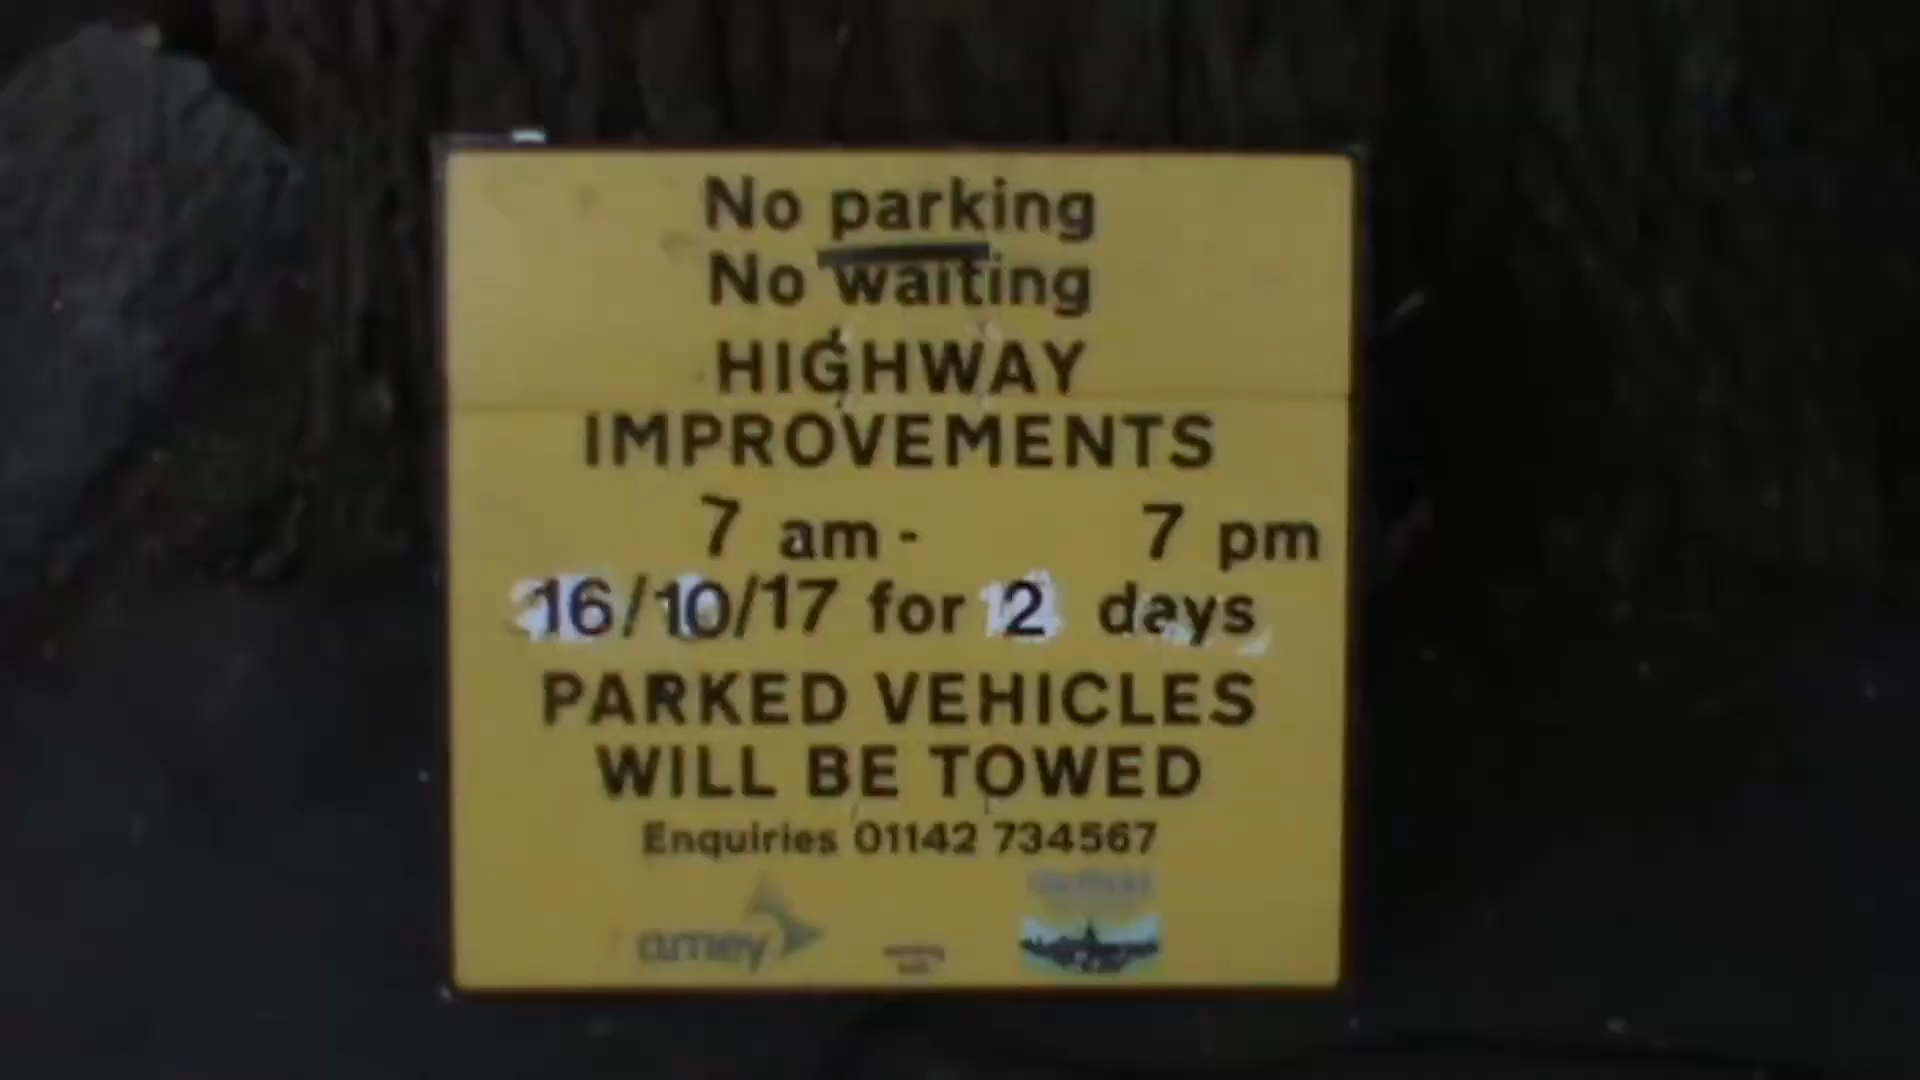 No parking
No waiting
HIGHWAY
IMPROVEMENTS
7 am - 7 pm
16/10/17 for 2 days
PARKED VEHICLES
WILL BE TOWED
Enquiries 01142 734567
amey